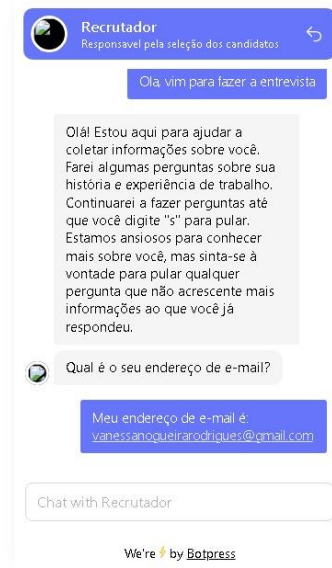 Recrutador
Responsavel pela seleção dos candidatos
Ola, vim para fazer a entrevista
Olá! Estou aqui para ajudar a
coletar informações sobre você.
Farei algumas perguntas sobre sua
história e experiência de trabalho.
Continuarei a fazer perguntas até
que você digite "s" para pular.
Estamos ansiosos para conhecer
mais sobre você, mas sinta-se à
vontade para pular qualquer
pergunta que não acrescente mais
informações ao que você já
respondeu.
Qual é o seu endereço de e-mail?
Meu endereço de e-mail é:
vanessanogueirarodrigues@gmail.com
Chat with Recrutador
We're⚡by Botpress